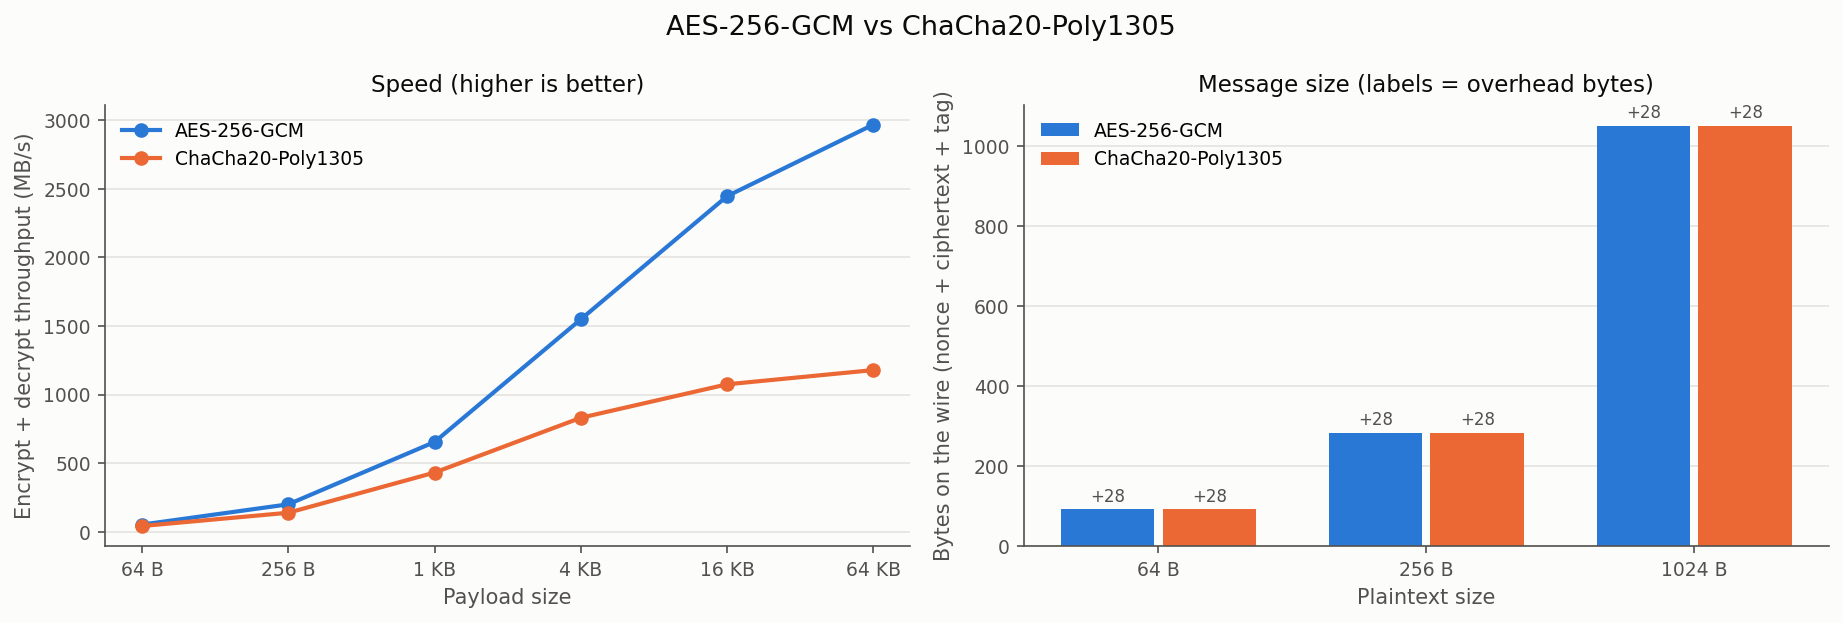 AES-256-GCM vs ChaCha20-Poly1305
Speed (higher is better)
Encrypt + decrypt throughput (MB/s)
3000
2500
2000
1500
1000
500
0
AES-256-GCM
ChaCha20-Poly1305
64 B
256 B
1 KB
4 KB
16 KB
64 KB
Payload size
Message size (labels = overhead bytes)
Bytes on the wire (nonce + ciphertext + tag)
1000
800
600
400
200
0
AES-256-GCM
ChaCha20-Poly1305
+28
+28
+28
+28
+28
+28
64 B
256 B
1024 B
Plaintext size